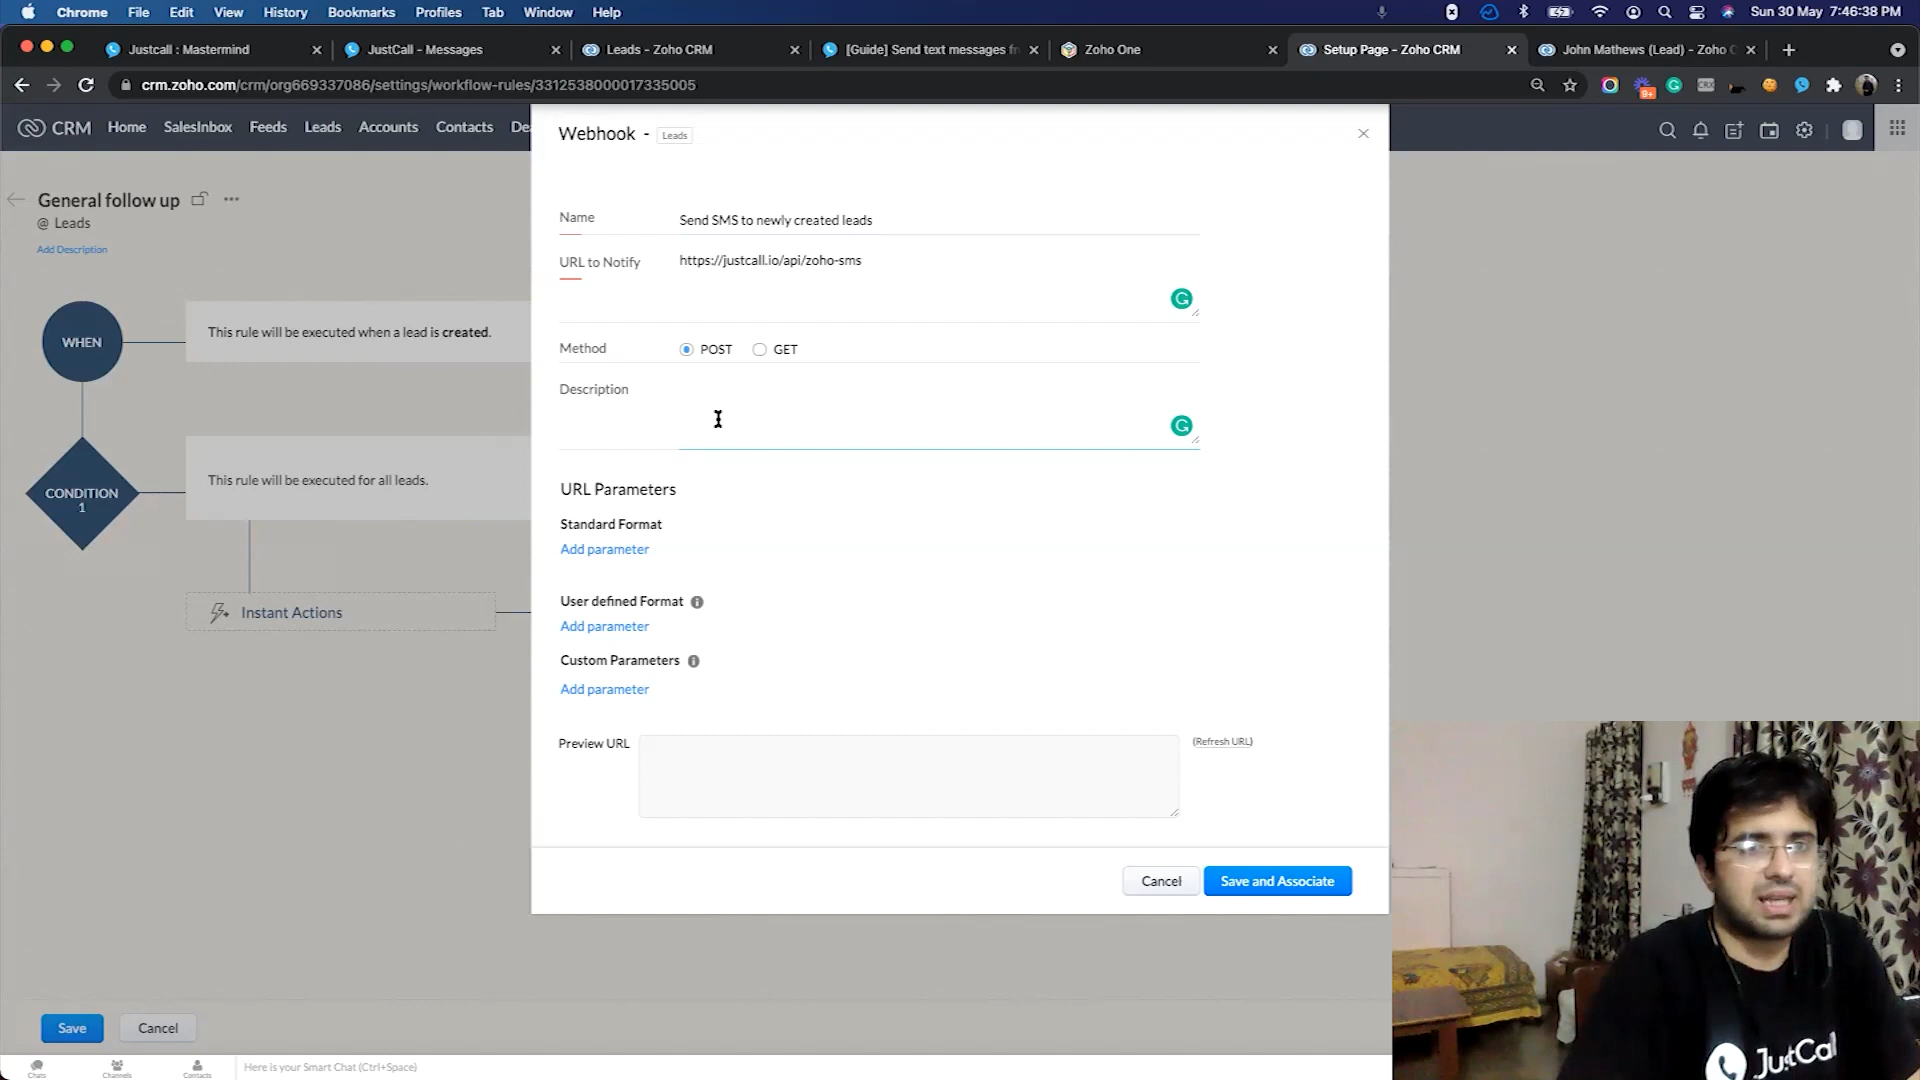 Chrome File Edit View History Bookmarks Profiles Tab Window Help Sun 30 May 7:46:38 PM
Justcall : Mastermind JustCall - Messages Leads - Zoho CRM [Guide] Send text messages Zoho One Setup Page - Zoho CRM John Mathews (Lead) - Zoho
crm.zoho.com/crm/org669337086/settings/workflow-rules/3312538000017335005
9+
CRM Home SalesInbox Feeds Leads Accounts Contacts
Webhook - Leads
General follow up
@ Leads
Add Description
Name Send SMS to newly created leads
URL to Notify https://justcall.io/api/zoho-sms
WHEN This rule will be executed when a lead is created.
Method POST GET
Description
CONDITION 1 This rule will be executed for all leads.
URL Parameters
Standard Format
Add parameter
User defined Format
Instant Actions
Add parameter
Custom Parameters
Add parameter
Preview URL (Refresh URL)
Cancel Save and Associate
Save Cancel
Chats Channels Contacts Here is your Smart Chat (Ctrl+Space)
JustCal